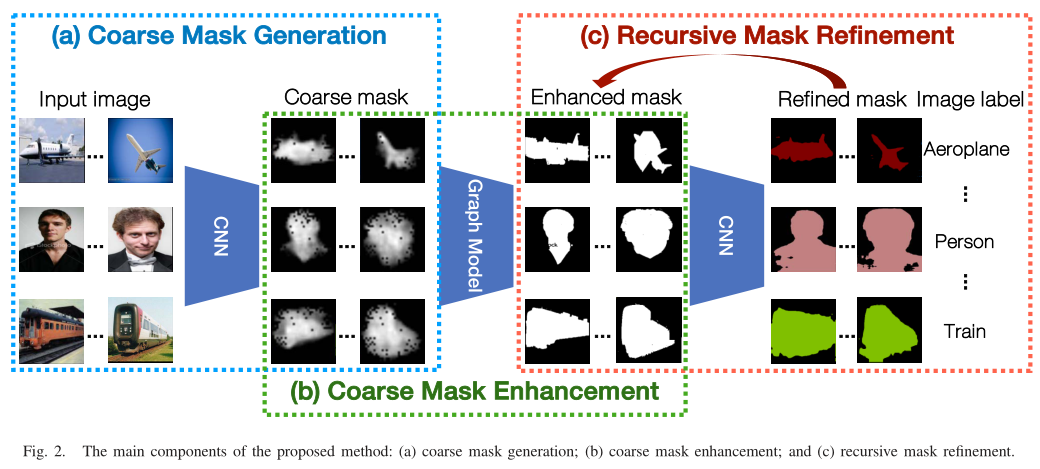 (a) Coarse Mask Generation
(c) Recursive Mask Refinement
Input image
Coarse mask
Enhanced mask
Refined mask
Image label
CNN
Graph Model
CNN
Aeroplane
Person
Train
(b) Coarse Mask Enhancement
Fig. 2. The main components of the proposed method: (a) coarse mask generation; (b) coarse mask enhancement; and (c) recursive mask refinement.